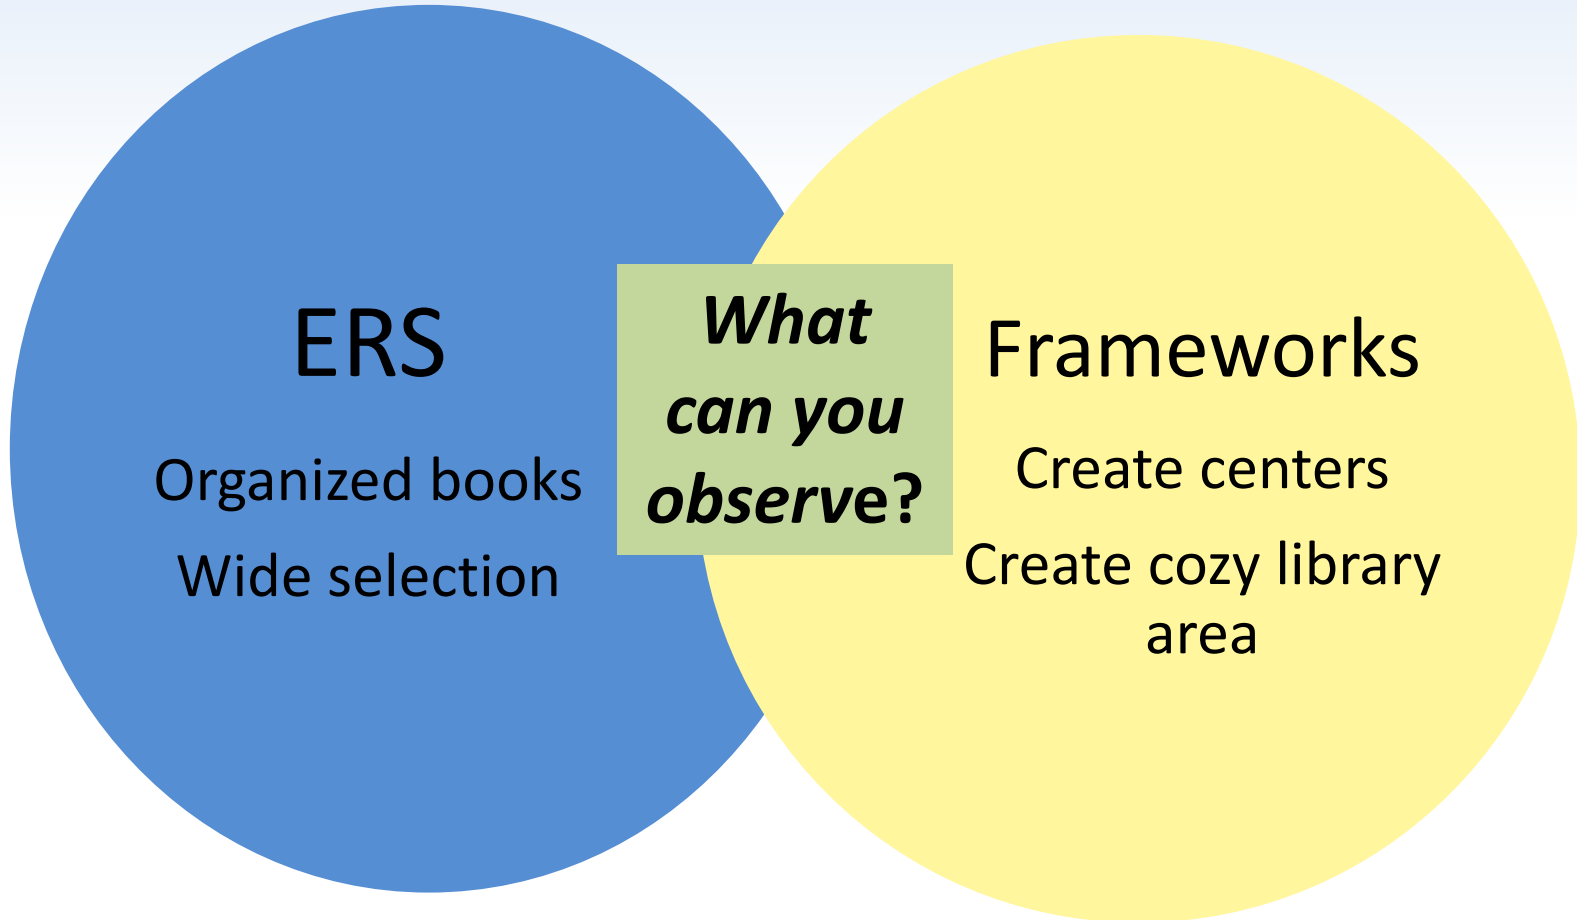 ERS
Organized books
Wide selection
What
can you
observe?
Frameworks
Create centers
Create cozy library
area